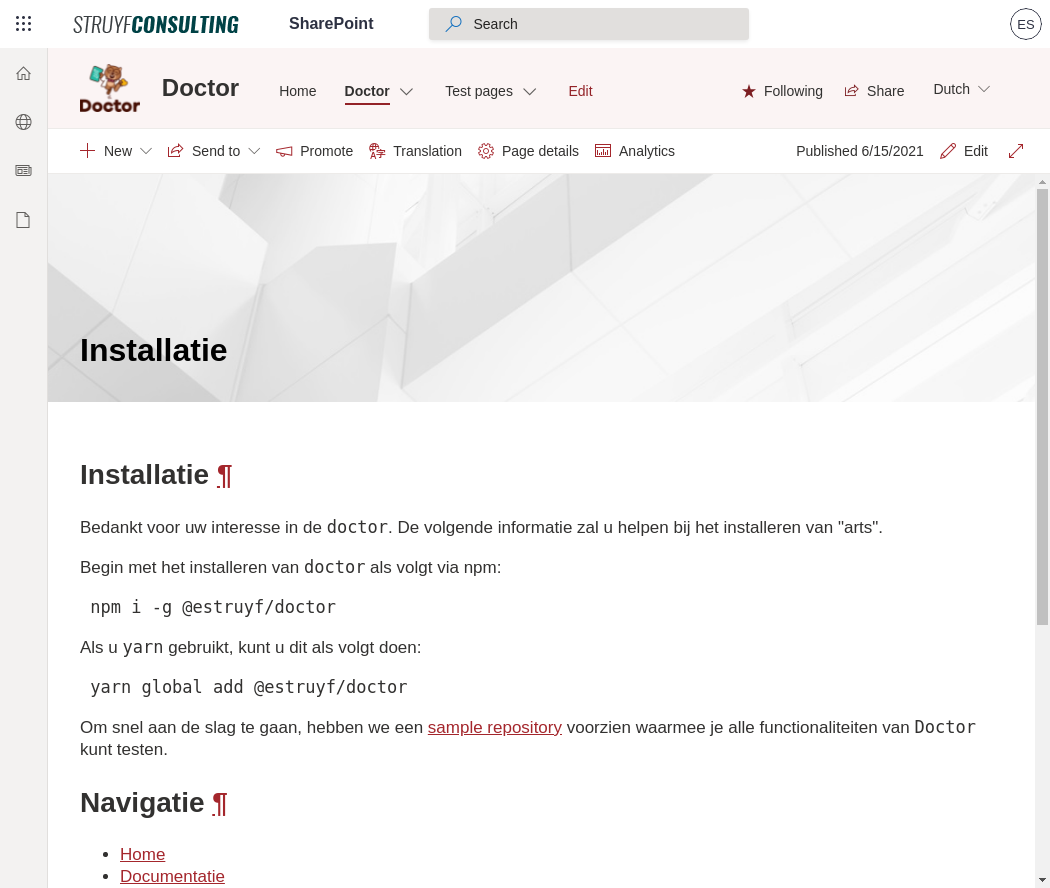 STRUYFCONSULTING SharePoint Search ES
Doctor Doctor Home Doctor Test pages Edit Following Share Dutch
New Send to Promote Translation Page details Analytics Published 6/15/2021 Edit
Installatie
Installatie ¶
Bedankt voor uw interesse in de doctor. De volgende informatie zal u helpen bij het installeren van "arts".
Begin met het installeren van doctor als volgt via npm:
npm i -g @estruyf/doctor
Als u yarn gebruikt, kunt u dit als volgt doen:
yarn global add @estruyf/doctor
Om snel aan de slag te gaan, hebben we een sample repository voorzien waarmee je alle functionaliteiten van Doctor
kunt testen.
Navigatie ¶
Home
Documentatie